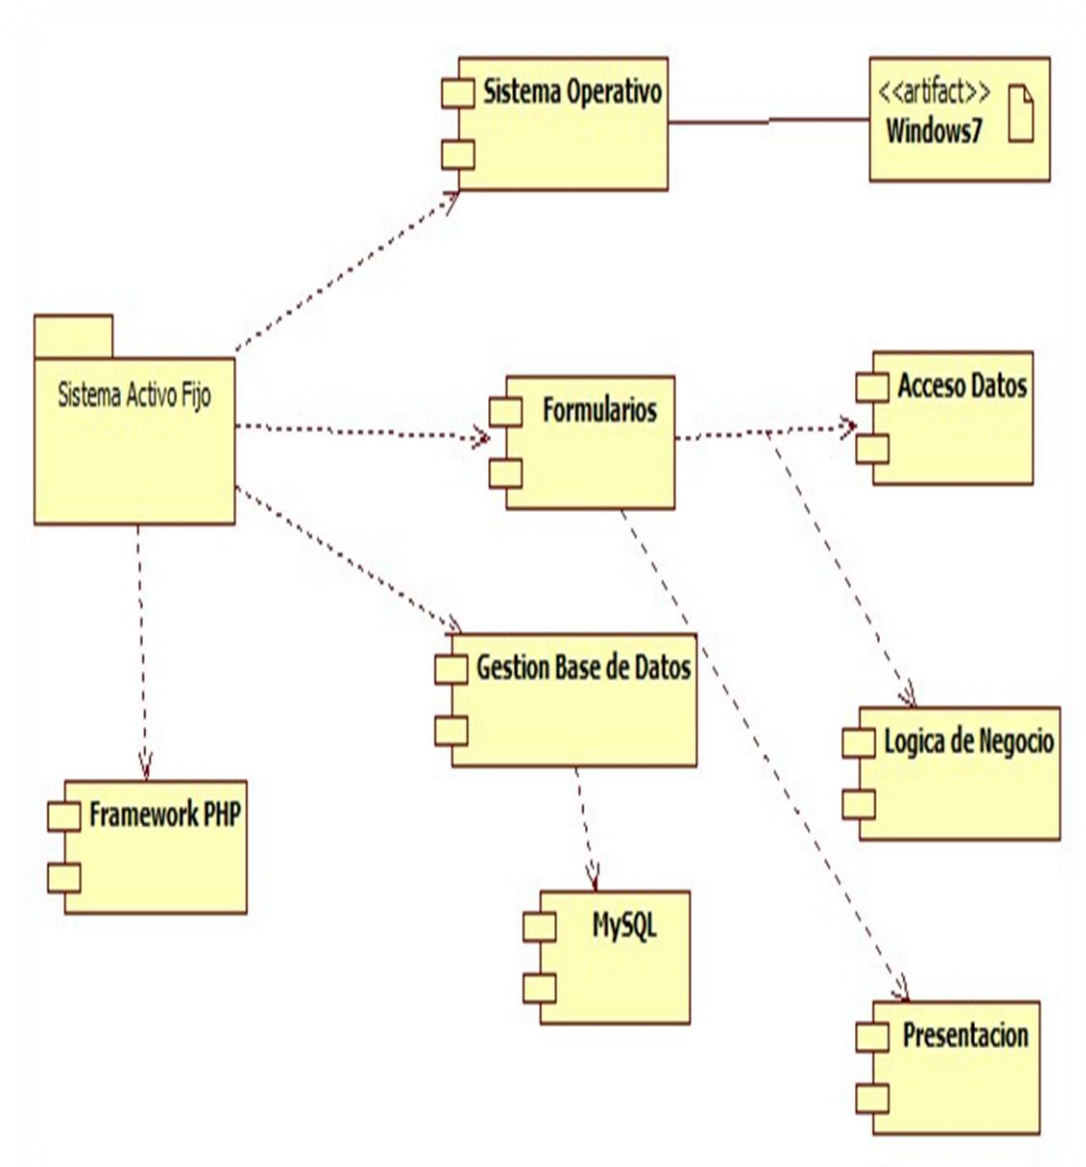 Sistema Operativo
<<artifact>>
Windows7
Sistema Activo Fijo
Formularios
Acceso Datos
Gestion Base de Datos
Logica de Negocio
Framework PHP
MySQL
Presentacion